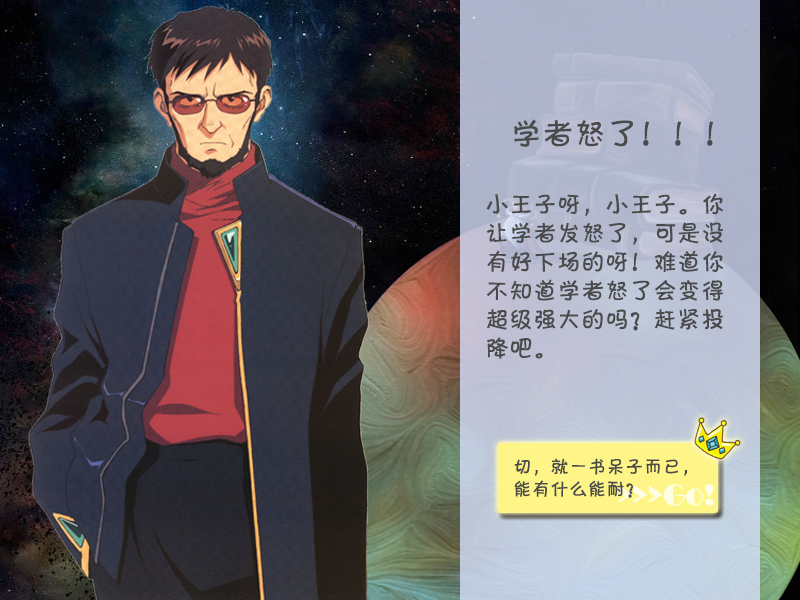 学者怒了！！！
小王子呀，小王子。你
让学者发怒了，可是没
有好下场的呀！难道你
不知道学者怒了会变得
超级强大的吗？赶紧投
降吧。
切，就一书呆子而已，
能有什么能耐？
>>>Go!